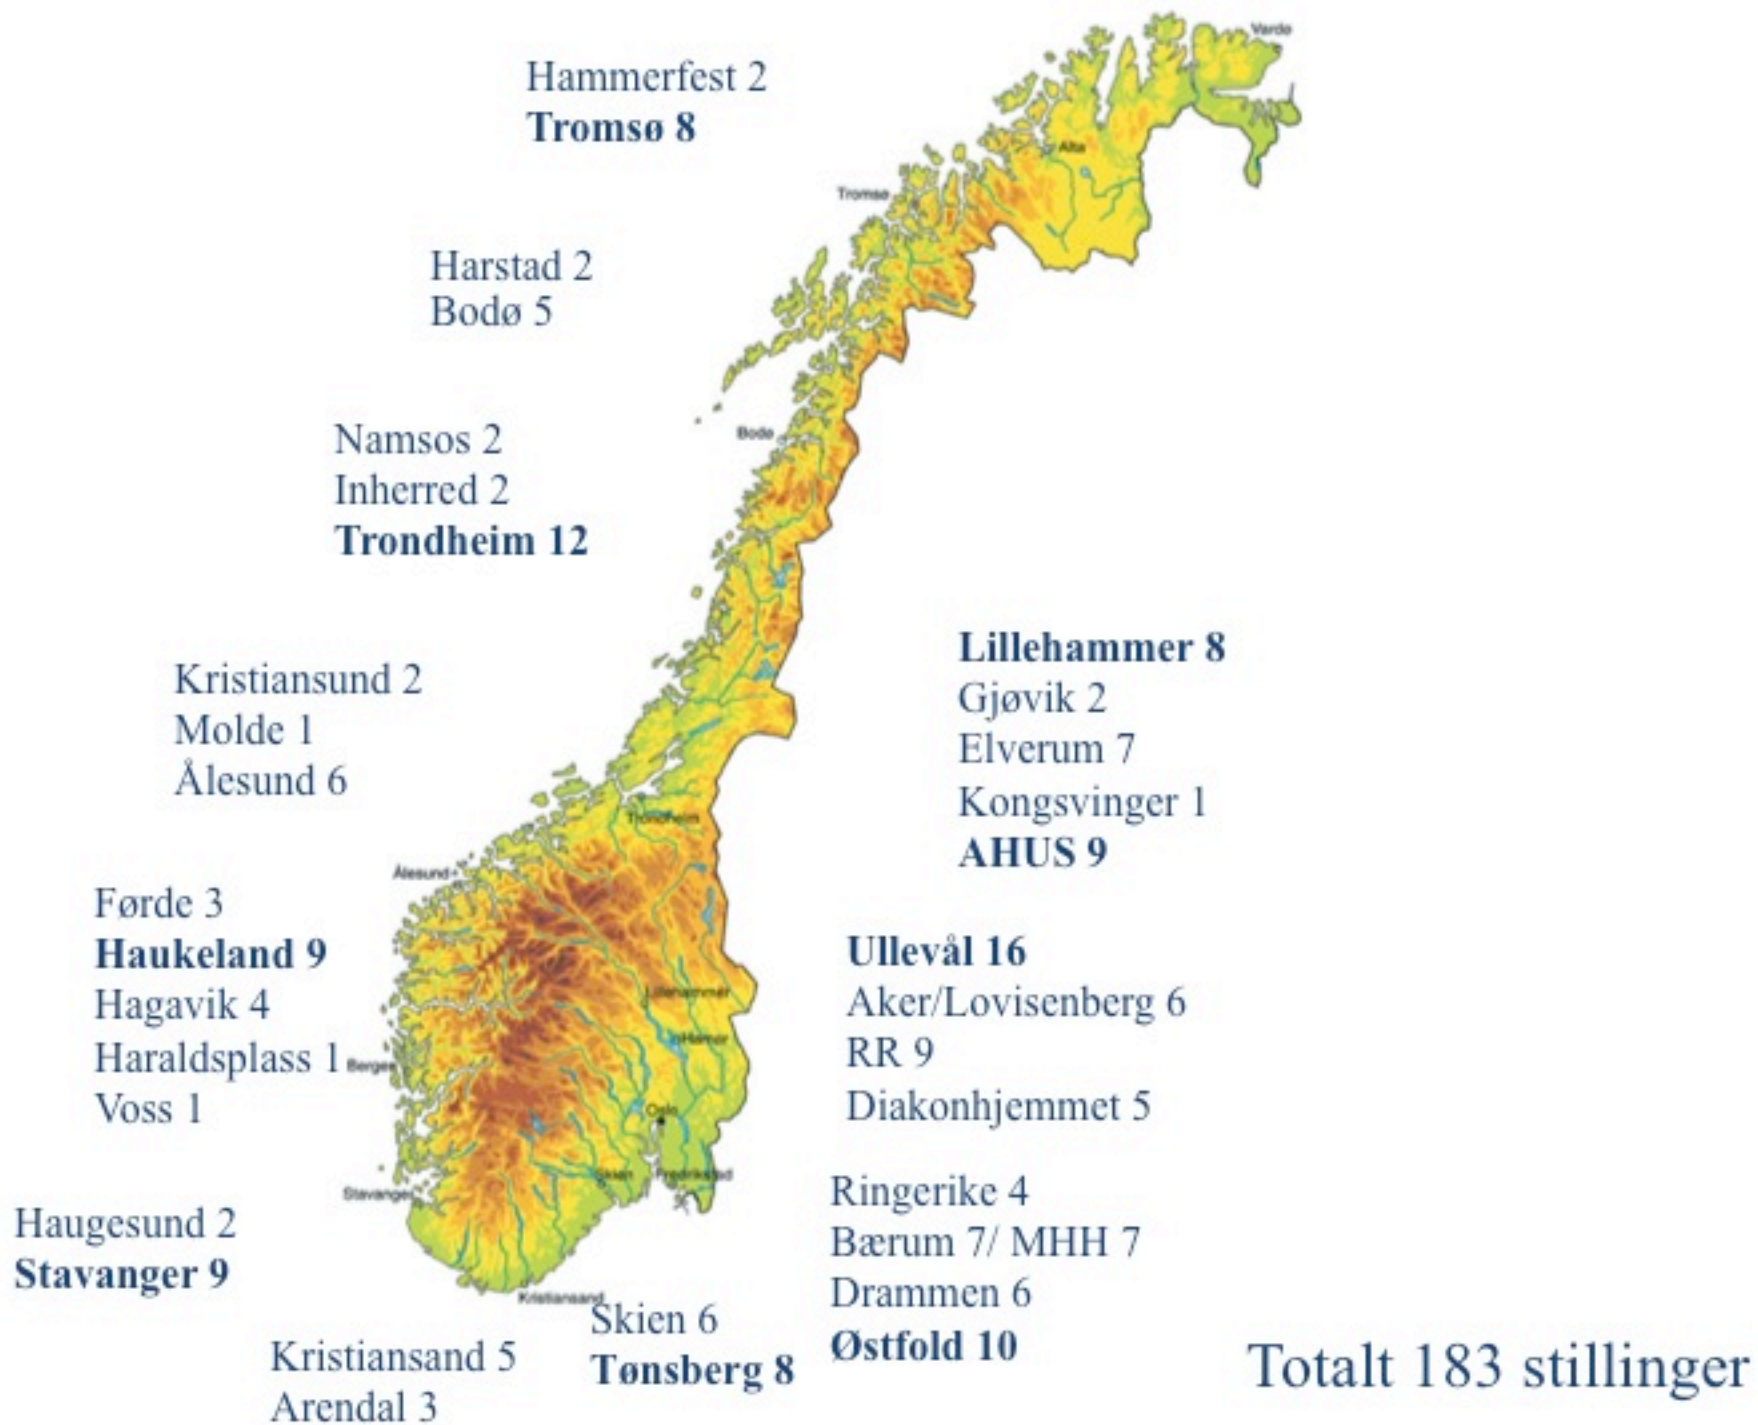 Hammerfest 2
Tromsø 8
Harstad 2
Bodø 5
Namsos 2
Inherred 2
Trondheim 12
Kristiansund 2
Molde 1
Ålesund 6
Førde 3
Haukeland 9
Hagavik 4
Haraldsplass 1
Voss 1
Haugesund 2
Stavanger 9
Kristiansand 5
Arendal 3
Skien 6
Tønsberg 8
Lillehammer 8
Gjøvik 2
Elverum 7
Kongsvinger 1
AHUS 9
Ullevål 16
Aker/Lovisenberg 6
RR 9
Diakonhjemmet 5
Ringerike 4
Bærum 7/ MHH 7
Drammen 6
Østfold 10
Totalt 183 stillinger
Vardø
Alta
Tromsø
Bodø
Trondheim
Ålesund
Lillehammer
Hamar
Bergen
Oslo
Skien
Fredrikstad
Stavanger
Kristiansand